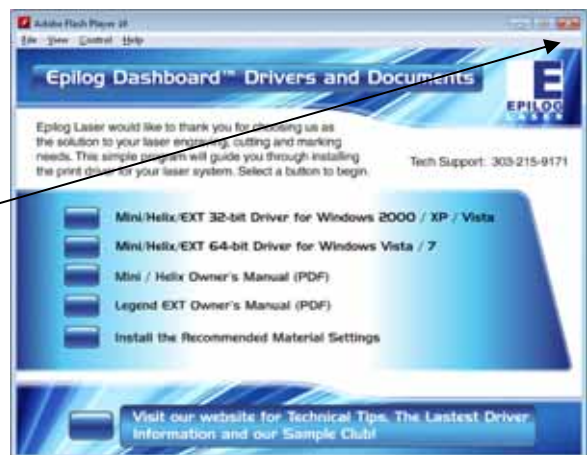 Adobe Flash Player 10
File View Control Help
Epilog Dashboard™ Drivers and Documents
EPILOG
LASER
Epilog Laser would like to thank you for choosing us as
the solution to your laser engraving, cutting and marking
needs. This simple program will guide you through installing
the print driver for your laser system. Select a button to begin.
Tech Support: 303-215-9171
Mini/Helix/EXT 32-bit Driver for Windows 2000 / XP / Vista
Mini/Helix/EXT 64-bit Driver for Windows Vista / 7
Mini / Helix Owner's Manual (PDF)
Legend EXT Owner's Manual (PDF)
Install the Recommended Material Settings
Visit our website for Technical Tips, The Lastest Driver
Information and our Sample Club!